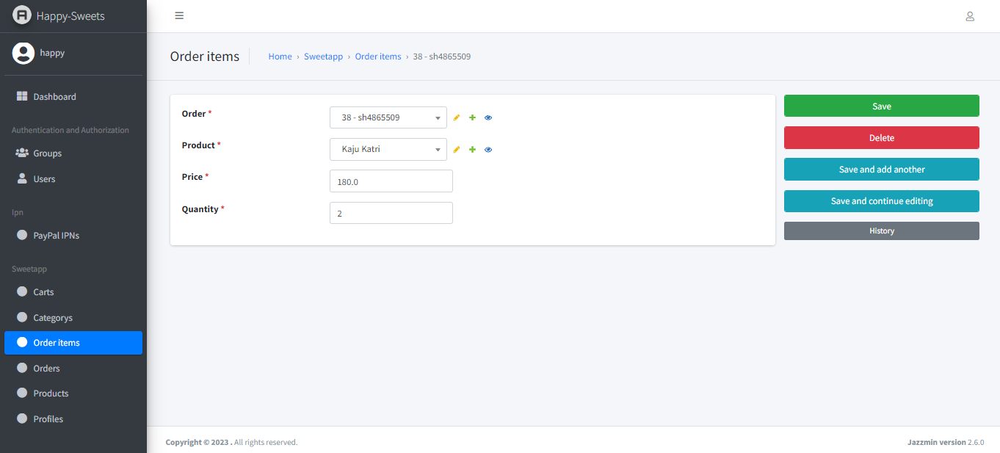 Happy-Sweets
happy
Dashboard
Authentication and Authorization
Groups
Users
Ipn
PayPal IPNs
Sweetapp
Carts
Categorys
Order items
Orders
Products
Profiles
Order items
Home › Sweetapp › Order items › 38 - sh4865509
Order * 38 - sh4865509
Product * Kaju Katri
Price * 180.0
Quantity * 2
Save
Delete
Save and add another
Save and continue editing
History
Copyright © 2023 . All rights reserved.
Jazzmin version 2.6.0